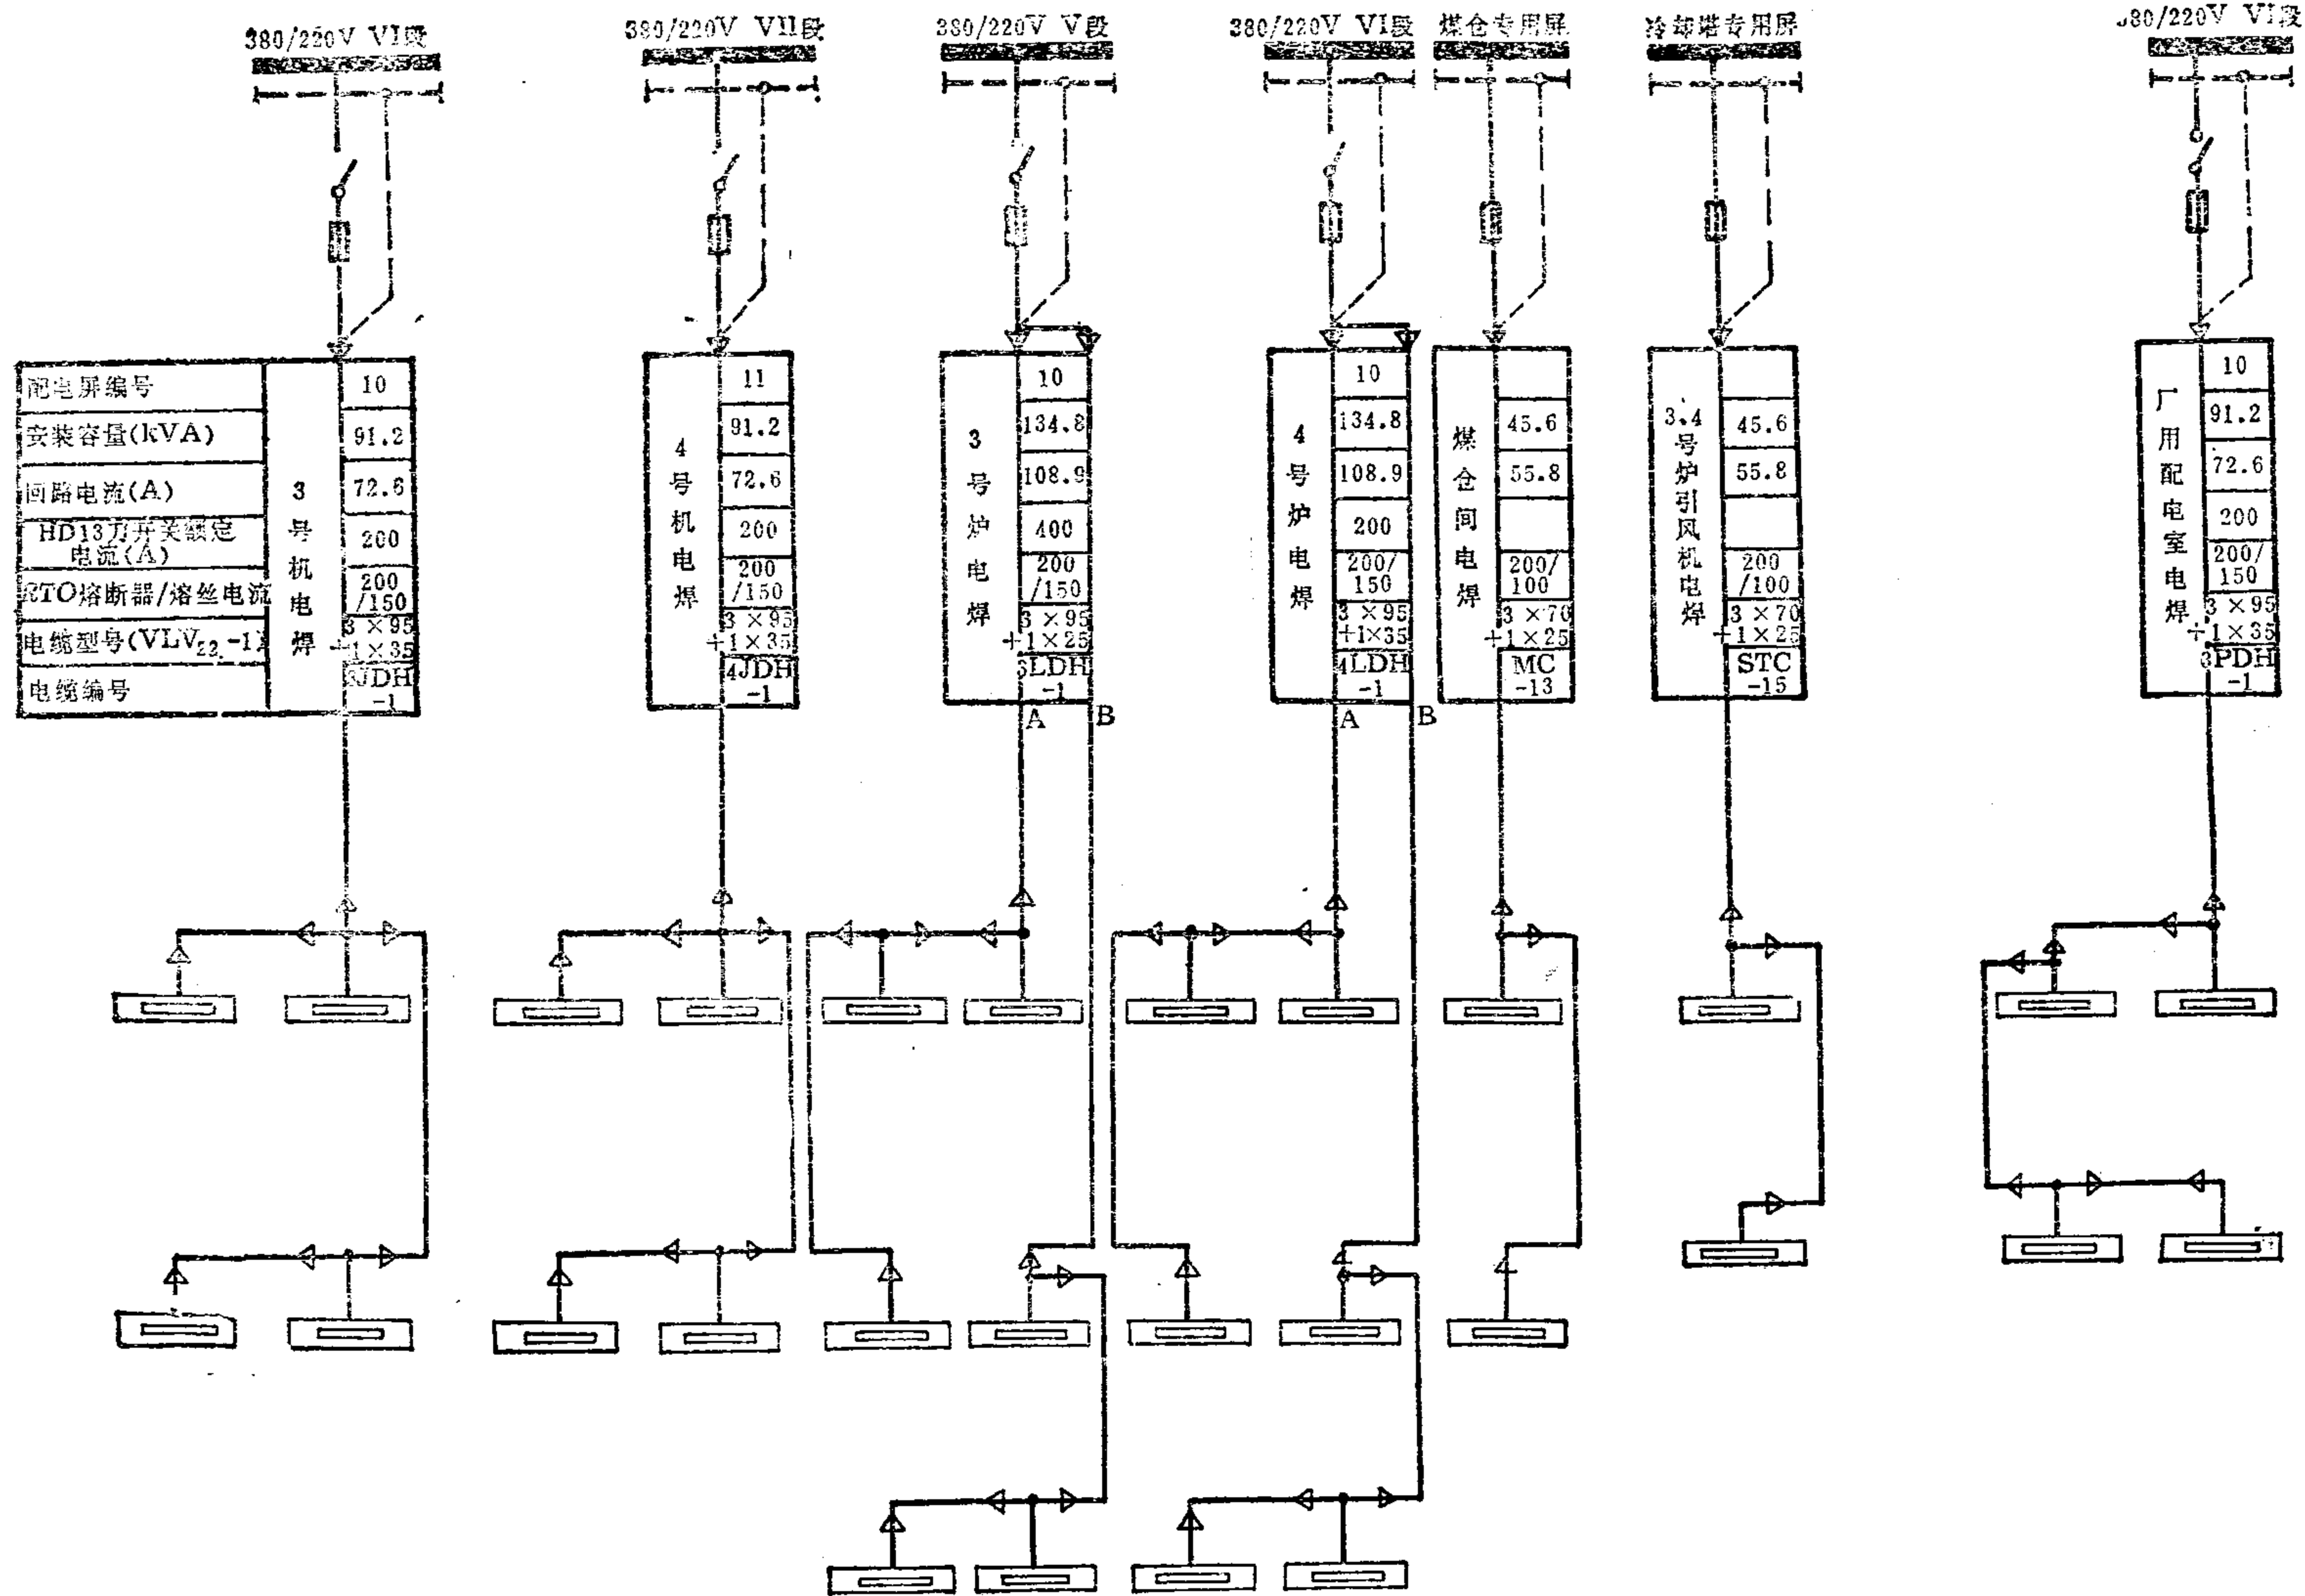 380/220V VI段
380/220V VII段
380/220V V段
380/220V VI段
煤仓专用屏
冷却塔专用屏
380/220V VI段
配电屏编号
安装容量(kVA)
回路电流(A)
HD13刀开关额定
电流(A)
RTO熔断器/熔丝电流
电缆型号(VLV22-1)
电缆编号
3号机电焊
10
91.2
72.6
200
200
/150
3×95
+1×35
3JDH
-1
4号机电焊
11
91.2
72.6
200
200
/150
3×95
+1×35
4JDH
-1
3号炉电焊
10
134.8
108.9
400
200
/150
3×95
+1×25
3LDH
-1
A
B
4号炉电焊
10
134.8
108.9
200
200/
150
3×95
+1×35
4LDH
-1
A
B
煤仓间电焊
45.6
55.8
200/
100
3×70
+1×25
MC
-13
3.4号炉引风机电焊
45.6
55.8
200
/100
3×70
+1×25
STC
-15
厂用配电室电焊
10
91.2
72.6
200
200/
150
3×95
+1×35
3PDH
-1